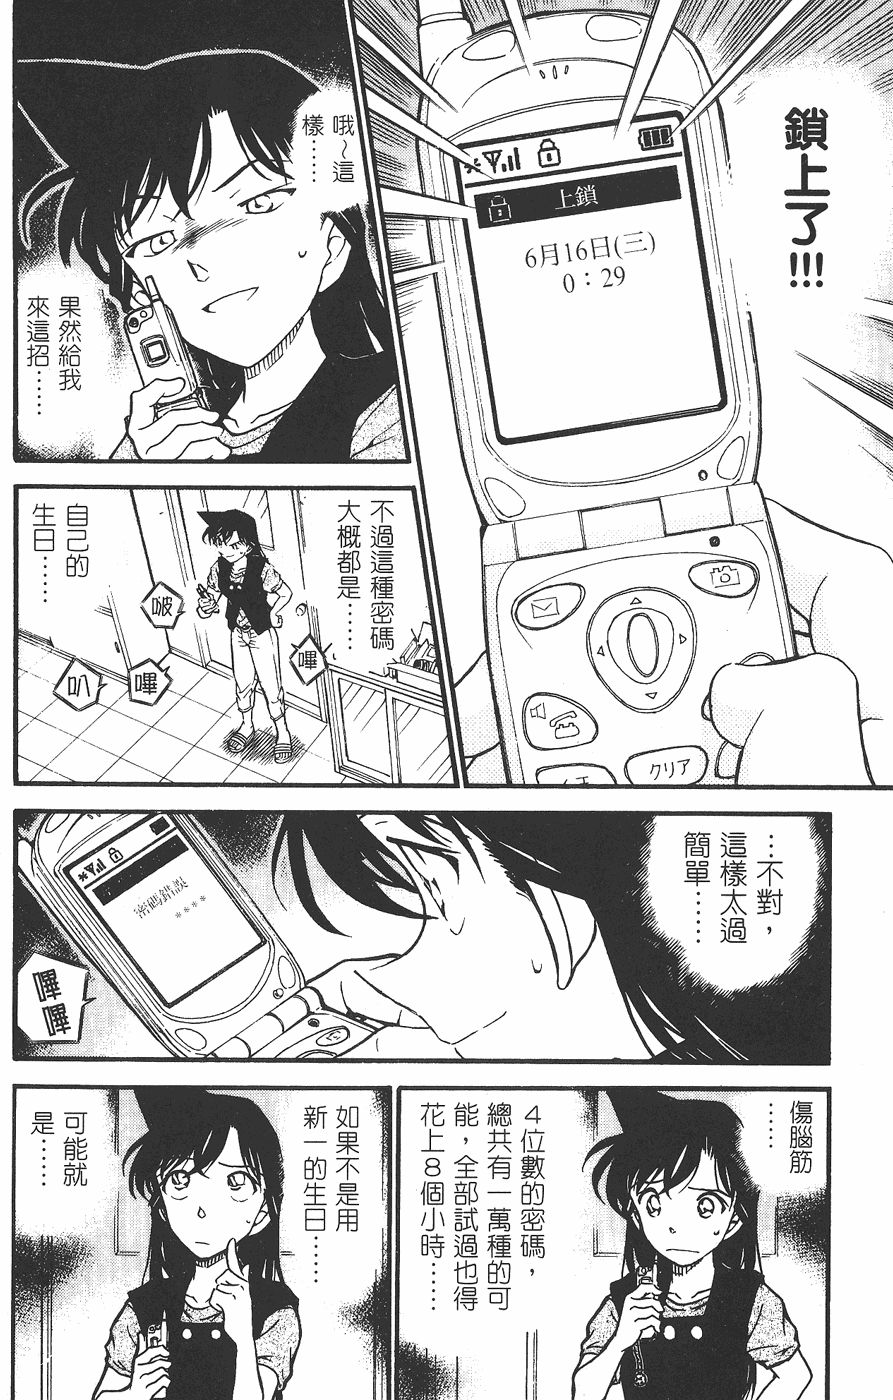 鎖上了!!!
上鎖
6月16日(三)
0：29
クリア
哦～這
樣……
果然給我
來這招……
不過這種密碼
大概都是……
自己的
生日……
啵
嗶
嗶
叭
…不對，
這樣太過
簡單……
密碼錯誤
＊＊＊＊
嗶嗶
傷腦筋
……
4位數的密碼，
總共有一萬種的可
能，全部試過也得
花上8個小時……
如果不是用
新一的生日……
可能就
是……